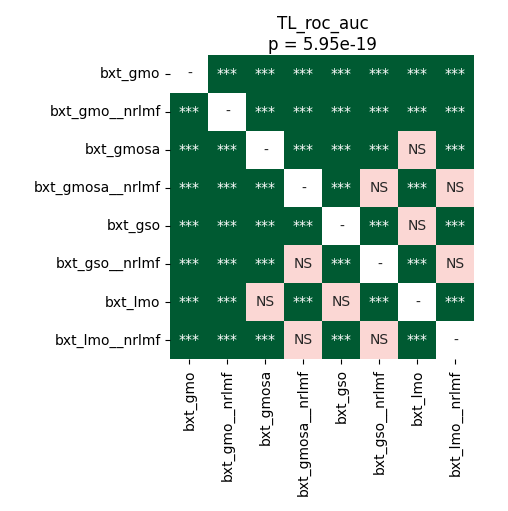 TL_roc_auc
p = 5.95e-19
bxt_gmo - *** *** *** *** *** *** ***
bxt_gmo__nrlmf *** - *** *** *** *** *** ***
bxt_gmosa *** *** - *** *** *** NS ***
bxt_gmosa__nrlmf *** *** *** - *** NS *** NS
bxt_gso *** *** *** *** - *** NS ***
bxt_gso__nrlmf *** *** *** NS *** - *** NS
bxt_lmo *** *** NS *** NS *** - ***
bxt_lmo__nrlmf *** *** *** NS *** NS *** -
bxt_gmo
bxt_gmo__nrlmf
bxt_gmosa
bxt_gmosa__nrlmf
bxt_gso
bxt_gso__nrlmf
bxt_lmo
bxt_lmo__nrlmf